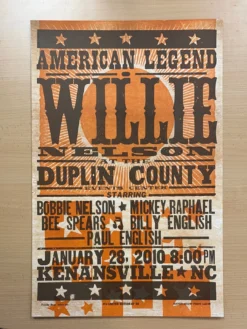 AMERICAN LEGEND
WILLIE
NELSON
AT THE
DUPLIN COUNTY
EVENTS CENTER
STARRING
BOBBIE NELSON ★ MICKEY RAPHAEL
BEE SPEARS ♫ BILLY ENGLISH
PAUL ENGLISH
JANUARY 28, 2010 8:00 PM
KENANSVILLE ★ NC